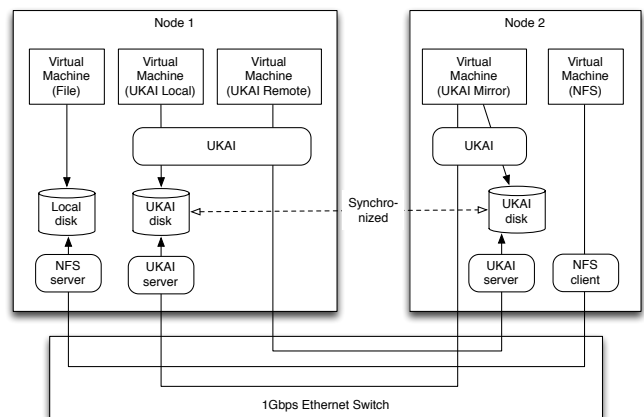 Node 1
Node 2
Virtual
Machine
(File)
Virtual
Machine
(UKAI Local)
Virtual
Machine
(UKAI Remote)
Virtual
Machine
(UKAI Mirror)
Virtual
Machine
(NFS)
UKAI
UKAI
Local
disk
UKAI
disk
Synchro-
nized
UKAI
disk
NFS
server
UKAI
server
UKAI
server
NFS
client
1Gbps Ethernet Switch